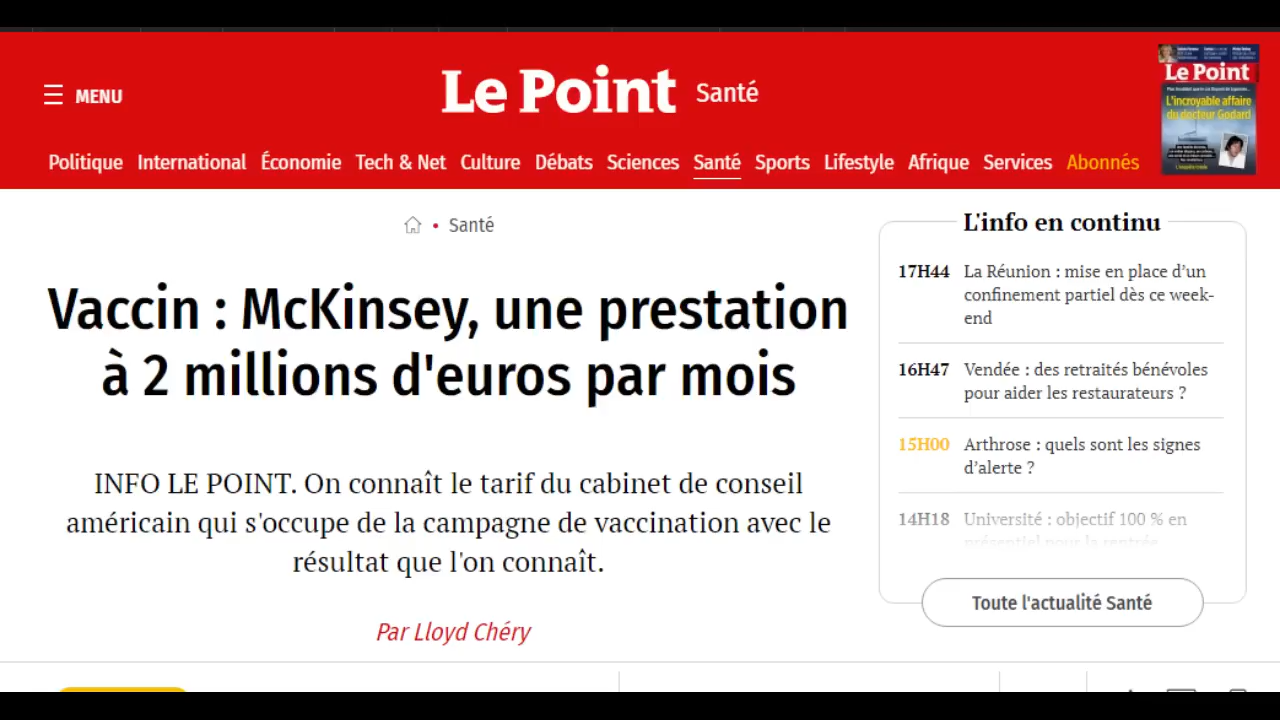 MENU
Le Point Santé
Le Point
L'incroyable affaire
du docteur Godard
Politique International Économie Tech & Net Culture Débats Sciences Santé Sports Lifestyle Afrique Services Abonnés
Santé
Vaccin : McKinsey, une prestation
à 2 millions d'euros par mois
INFO LE POINT. On connaît le tarif du cabinet de conseil
américain qui s'occupe de la campagne de vaccination avec le
résultat que l'on connaît.
Par Lloyd Chéry
L'info en continu
17H44 La Réunion : mise en place d’un
confinement partiel dès ce week-
end
16H47 Vendée : des retraités bénévoles
pour aider les restaurateurs ?
15H00 Arthrose : quels sont les signes
d’alerte ?
14H18 Université : objectif 100 % en
présentiel pour la rentrée
Toute l'actualité Santé